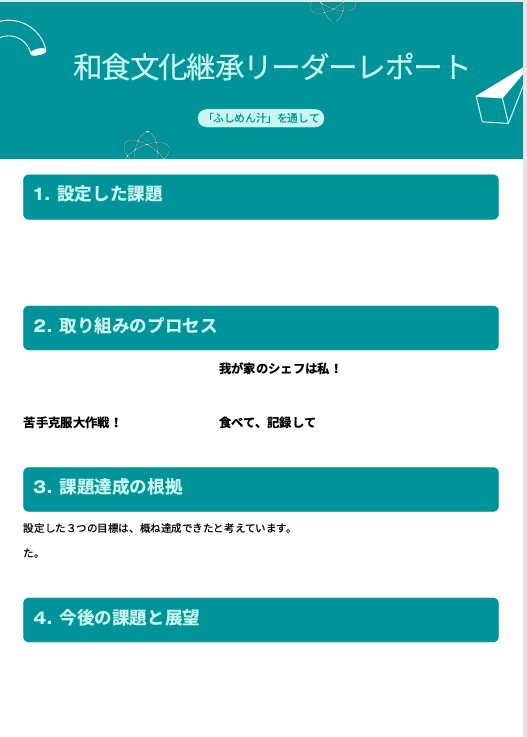 和食文化継承リーダーレポート
「ふしめん汁」を通して
1. 設定した課題
2. 取り組みのプロセス
我が家のシェフは私！
苦手克服大作戦！
食べて、記録して
3. 課題達成の根拠
設定した３つの目標は、概ね達成できたと考えています。
た。
4. 今後の課題と展望